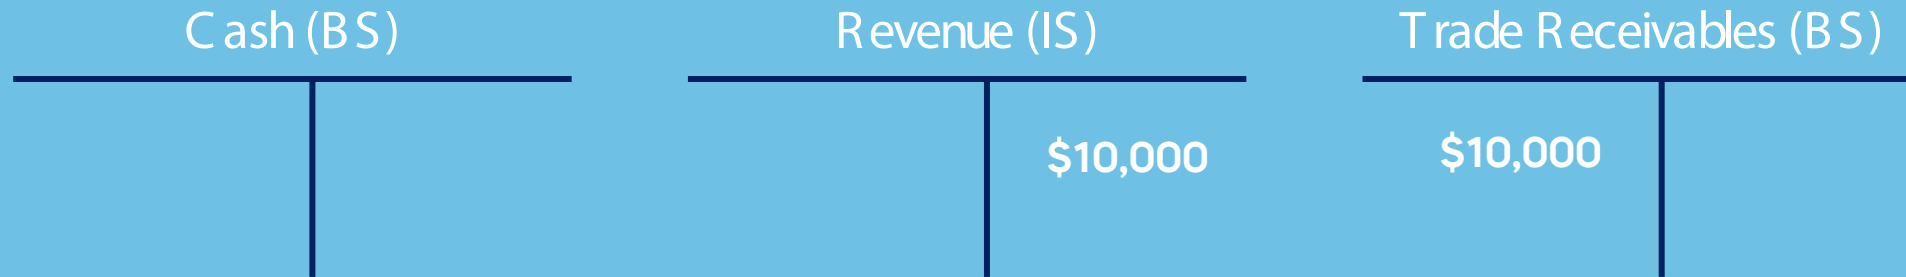 Cash (BS)
Revenue (IS)
Trade Receivables (BS)
$10,000
$10,000